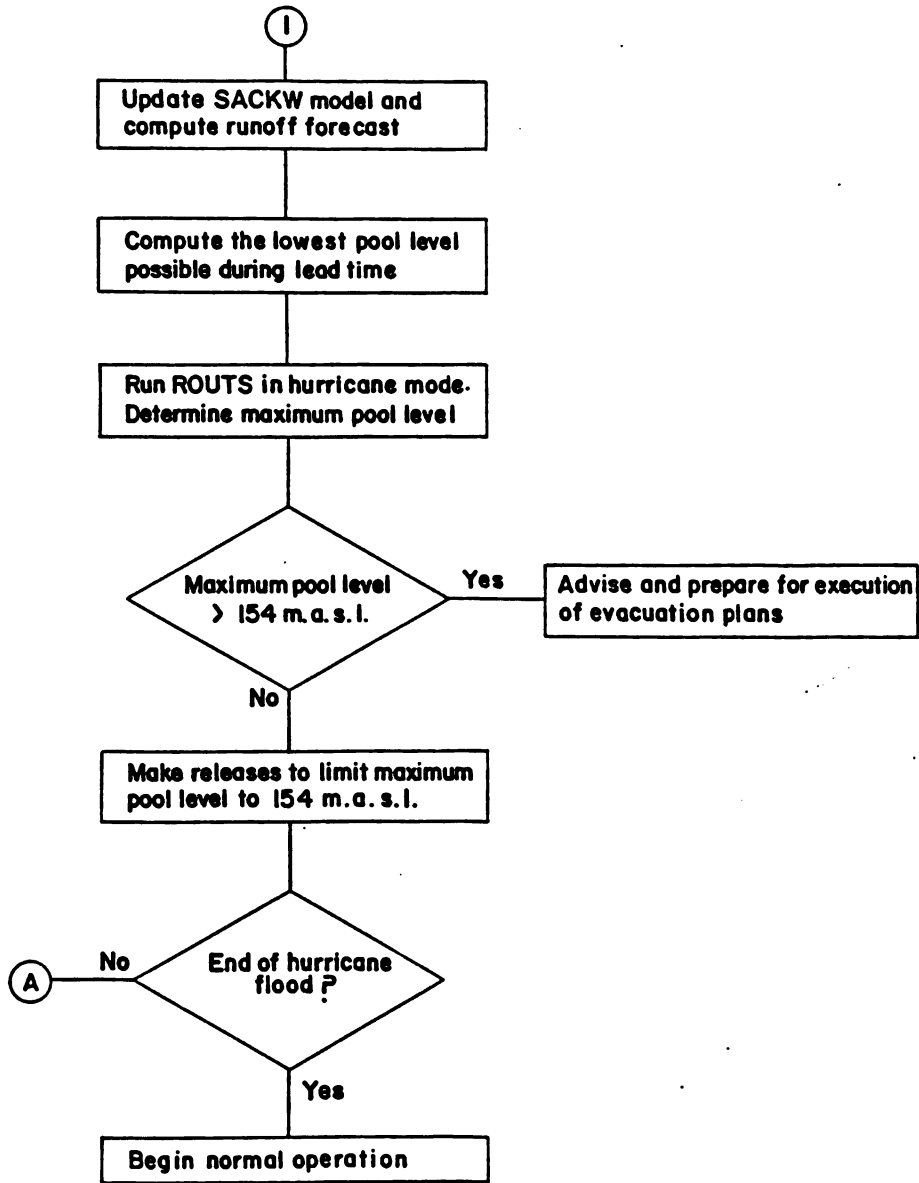 I
Update SACKW model and
compute runoff forecast
Compute the lowest pool level
possible during lead time
Run ROUTS in hurricane mode.
Determine maximum pool level
Maximum pool level
> 154 m.a.s.l.
Yes
Advise and prepare for execution
of evacuation plans
No
Make releases to limit maximum
pool level to 154 m.a.s.l.
A
No
End of hurricane
flood?
Yes
Begin normal operation